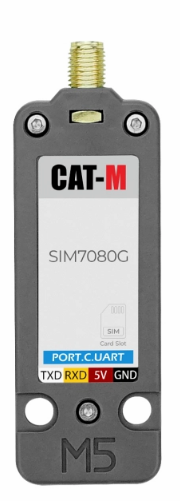 CAT-M
SIM7080G
SIM
Card Slot
PORT.C.UART
TXD RXD 5V GND
M5